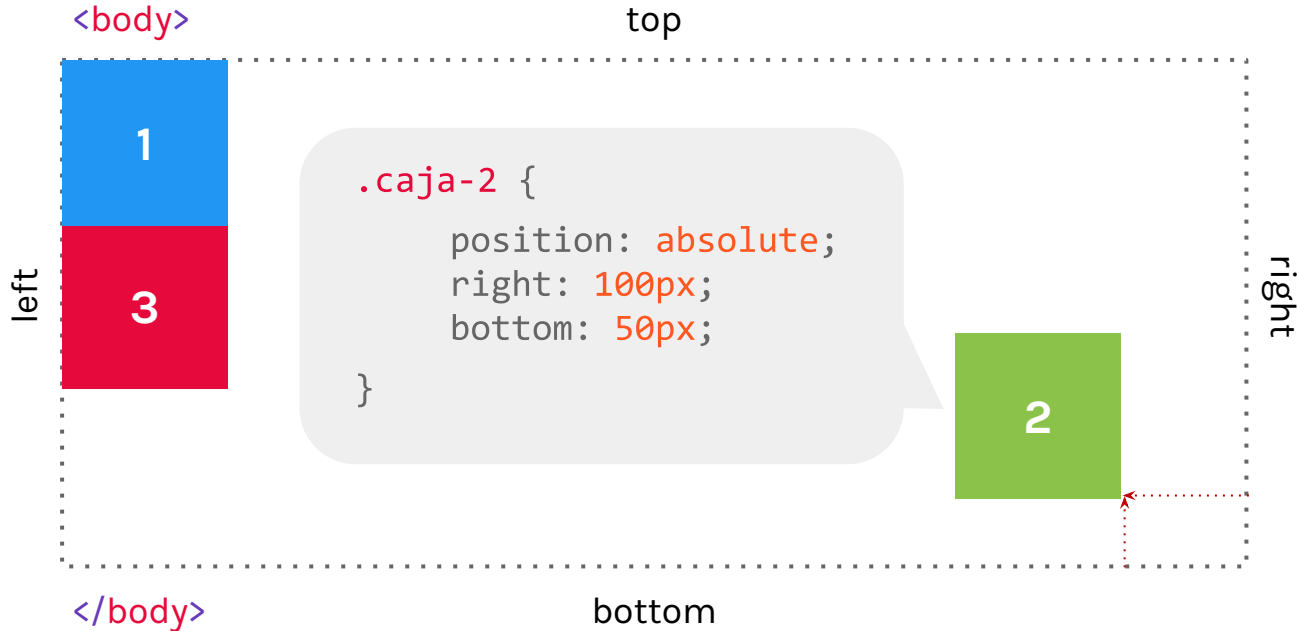 <body>
top
1
.caja-2 {
position: absolute;
right: 100px;
bottom: 50px;
}
left
3
right
2
</body>
bottom